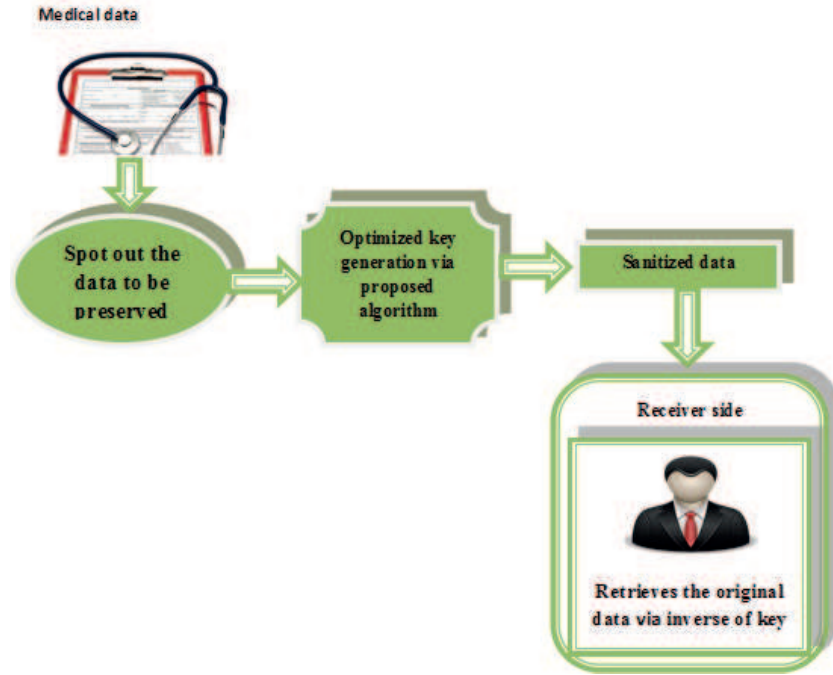 Medical data
Spot out the
data to be
preserved
Optimized key
generation via
proposed
algorithm
Sanitized data
Receiver side
Retrieves the original
data via inverse of key